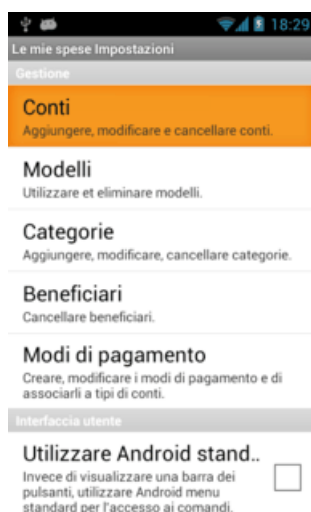 18:29
Le mie spese Impostazioni
Gestione
Conti
Aggiungere, modificare e cancellare conti.
Modelli
Utilizzare et eliminare modelli.
Categorie
Aggiungere, modificare, cancellare categorie.
Beneficiari
Cancellare beneficiari.
Modi di pagamento
Creare, modificare i modi di pagamento e di
associarli a tipi di conti.
Interfaccia utente
Utilizzare Android stand..
Invece di visualizzare una barra dei
pulsanti, utilizzare Android menu
standard per l'accesso ai comandi.